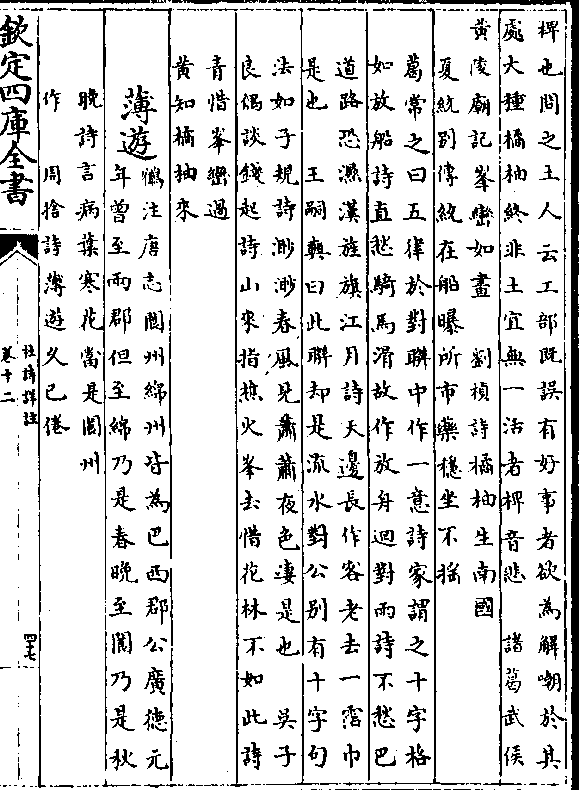 稗也問之土人云工部既誤有好事者欲為解嘲於其
處大種橘柚終非土宜無一活者稗音𢘆 諸葛武侯
黄陵廟記峯巒如畫 劉楨詩橘柚生南國
夏統別傳統在船曝所市藥穩坐不揺
葛常之曰五律於對聯中作一意詩家謂之十字格
如放船詩直愁騎馬滑故作放舟迴對雨詩不愁巴
道路恐濕漢旌旗江月詩天邊長作客老去一霑巾
是也 王嗣奭曰此聯却是流水對公別有十字句
法如子規詩渺渺春風見蕭蕭夜色凄是也 吳子
良偶談錢起詩山來指樵火峯去惜花林不如此詩
青惜峯巒過
黄知橘柚來
薄遊
鶴注唐志閬州綿州皆為巴西郡公廣德元
年曾至兩郡但至綿乃是春晚至閬乃是秋
晚詩言病葉寒花當是閬州
作 周捨詩薄遊久已倦
欽定四庫全書
杜詩詳註
卷十二
四七